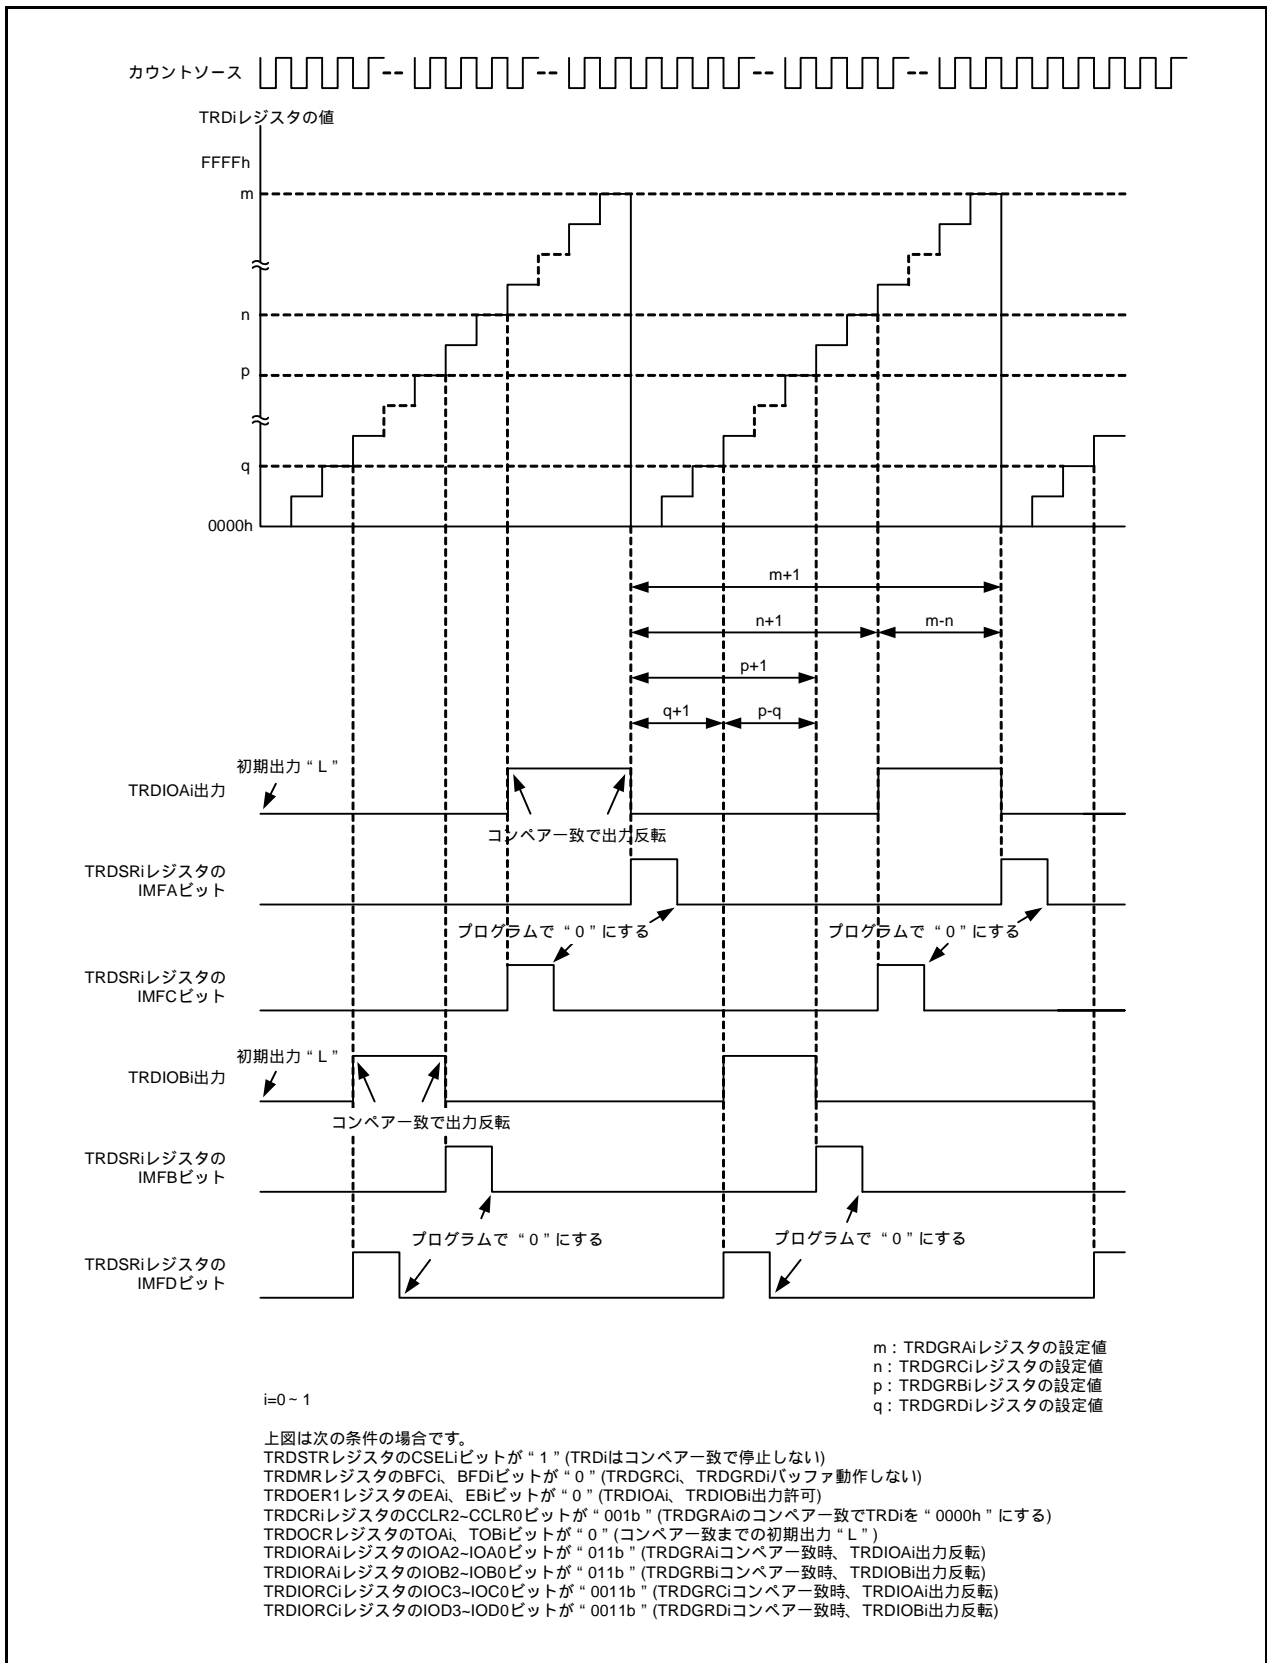 カウントソース
TRDiレジスタの値
FFFFh
m
n
p
q
0000h
m+1
n+1
m-n
p+1
q+1
p-q
初期出力 “ L ”
TRDIOAi出力
コンペア一致で出力反転
TRDSRiレジスタの
IMFAビット
プログラムで “ 0 ” にする
プログラムで “ 0 ” にする
TRDSRiレジスタの
IMFCビット
初期出力 “ L ”
TRDIOBi出力
コンペア一致で出力反転
TRDSRiレジスタの
IMFBビット
プログラムで “ 0 ” にする
プログラムで “ 0 ” にする
TRDSRiレジスタの
IMFDビット
m : TRDGRAiレジスタの設定値
n : TRDGRCiレジスタの設定値
p : TRDGRBiレジスタの設定値
q : TRDGRDiレジスタの設定値
i=0 ~ 1
上図は次の条件の場合です。
TRDSTRレジスタのCSELiビットが “ 1 ” (TRDiはコンペア一致で停止しない)
TRDMRレジスタのBFCi、BFDiビットが “ 0 ” (TRDGRCi、TRDGRDiバッファ動作しない)
TRDOER1レジスタのEAi、EBiビットが “ 0 ” (TRDIOAi、TRDIOBi出力許可)
TRDCRiレジスタのCCLR2~CCLR0ビットが “ 001b ” (TRDGRAiのコンペア一致でTRDiを “ 0000h ” にする)
TRDOCRレジスタのTOAi、TOBiビットが “ 0 ” (コンペア一致までの初期出力 “ L ” )
TRDIORAiレジスタのIOA2~IOA0ビットが “ 011b ” (TRDGRAiコンペア一致時、TRDIOAi出力反転)
TRDIORAiレジスタのIOB2~IOB0ビットが “ 011b ” (TRDGRBiコンペア一致時、TRDIOBi出力反転)
TRDIORCiレジスタのIOC3~IOC0ビットが “ 0011b ” (TRDGRCiコンペア一致時、TRDIOAi出力反転)
TRDIORCiレジスタのIOD3~IOD0ビットが “ 0011b ” (TRDGRDiコンペア一致時、TRDIOBi出力反転)